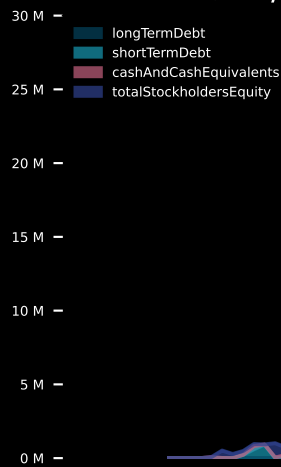 30 M
longTermDebt
shortTermDebt
cashAndCashEquivalents
25 M
totalStockholdersEquity
20 M
15 M
10 M
5 M
0 M